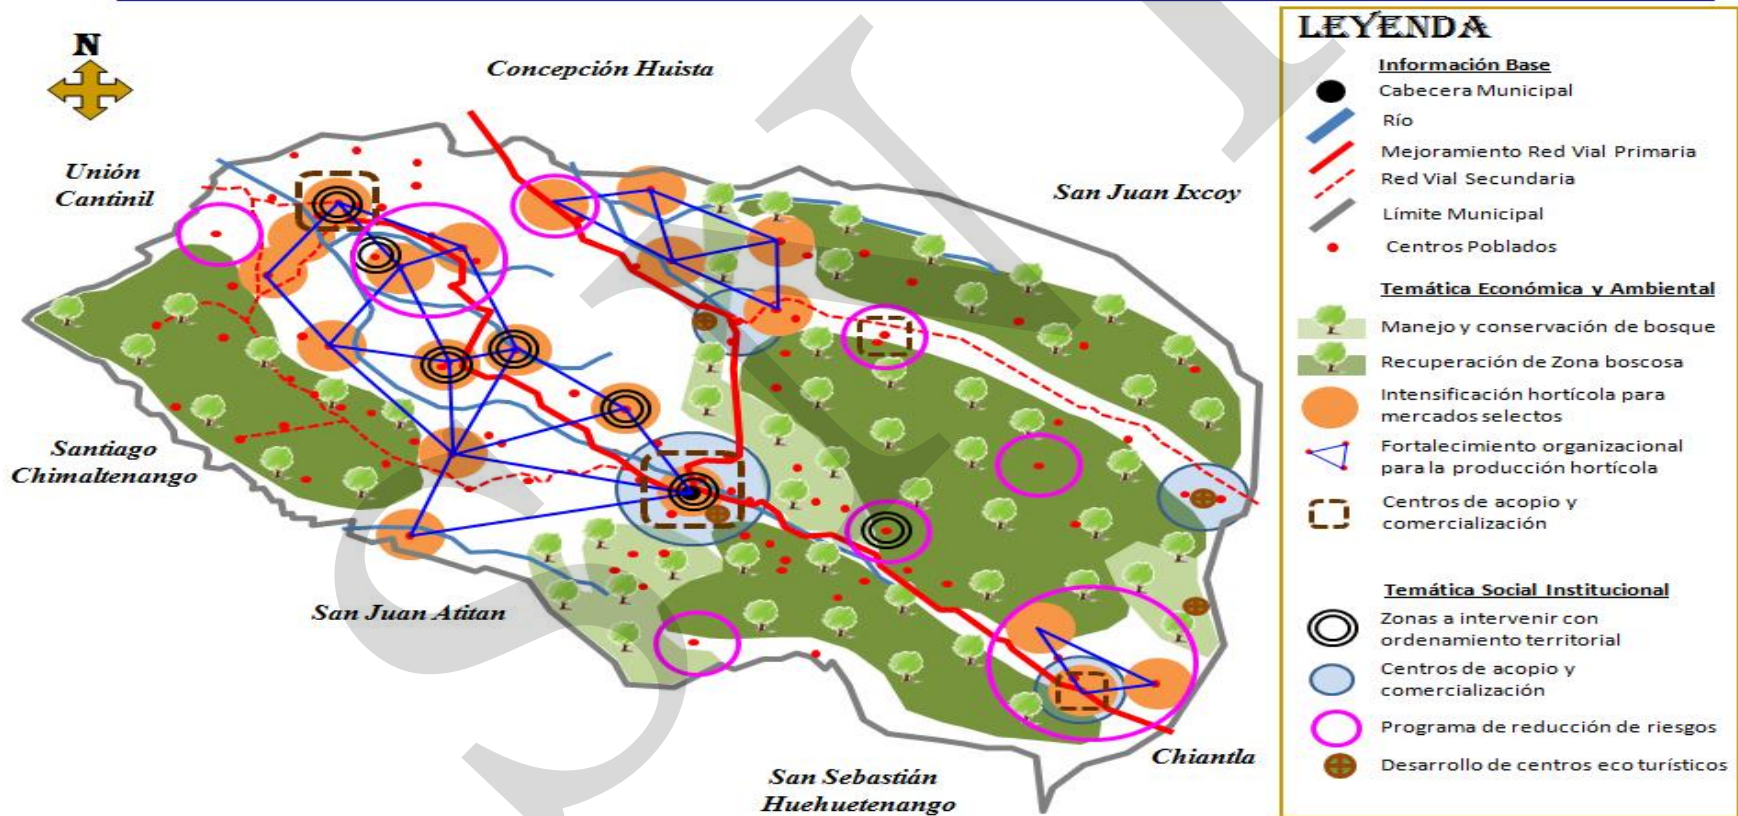 N
Concepción Huista
Unión
Cantinil
San Juan Ixcoy
Santiago
Chimaltenango
San Juan Atitan
San Sebastián
Huehuetenango
Chiantla
LEYENDA
Información Base
Cabecera Municipal
Río
Mejoramiento Red Vial Primaria
Red Vial Secundaria
Límite Municipal
Centros Poblados
Temática Económica y Ambiental
Manejo y conservación de bosque
Recuperación de Zona boscosa
Intensificación hortícola para
mercados selectos
Fortalecimiento organizacional
para la producción hortícola
Centros de acopio y
comercialización
Temática Social Institucional
Zonas a intervenir con
ordenamiento territorial
Centros de acopio y
comercialización
Programa de reducción de riesgos
Desarrollo de centros eco turísticos